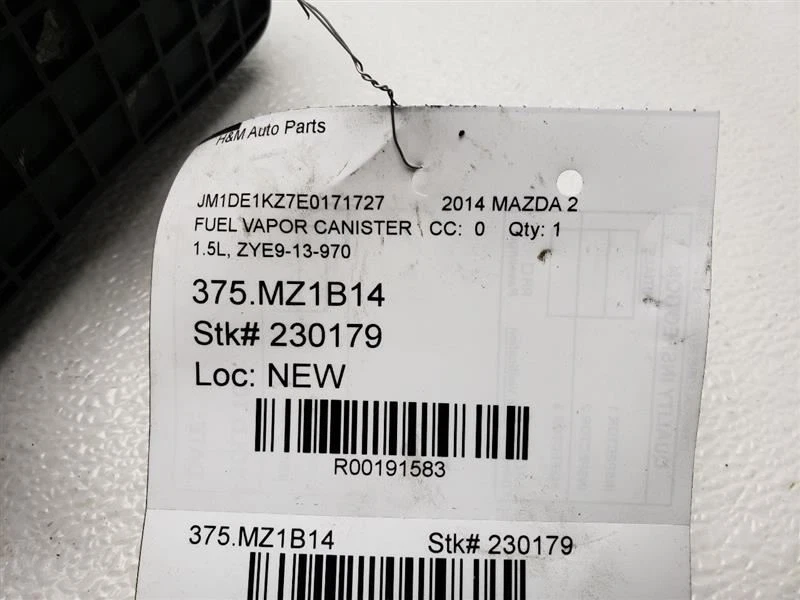 H&M Auto Parts
JM1DE1KZ7E0171727 2014 MAZDA 2
FUEL VAPOR CANISTER CC: 0 Qty: 1
1.5L, ZYE9-13-970
375.MZ1B14
Stk# 230179
Loc: NEW
R00191583
375.MZ1B14 Stk# 230179